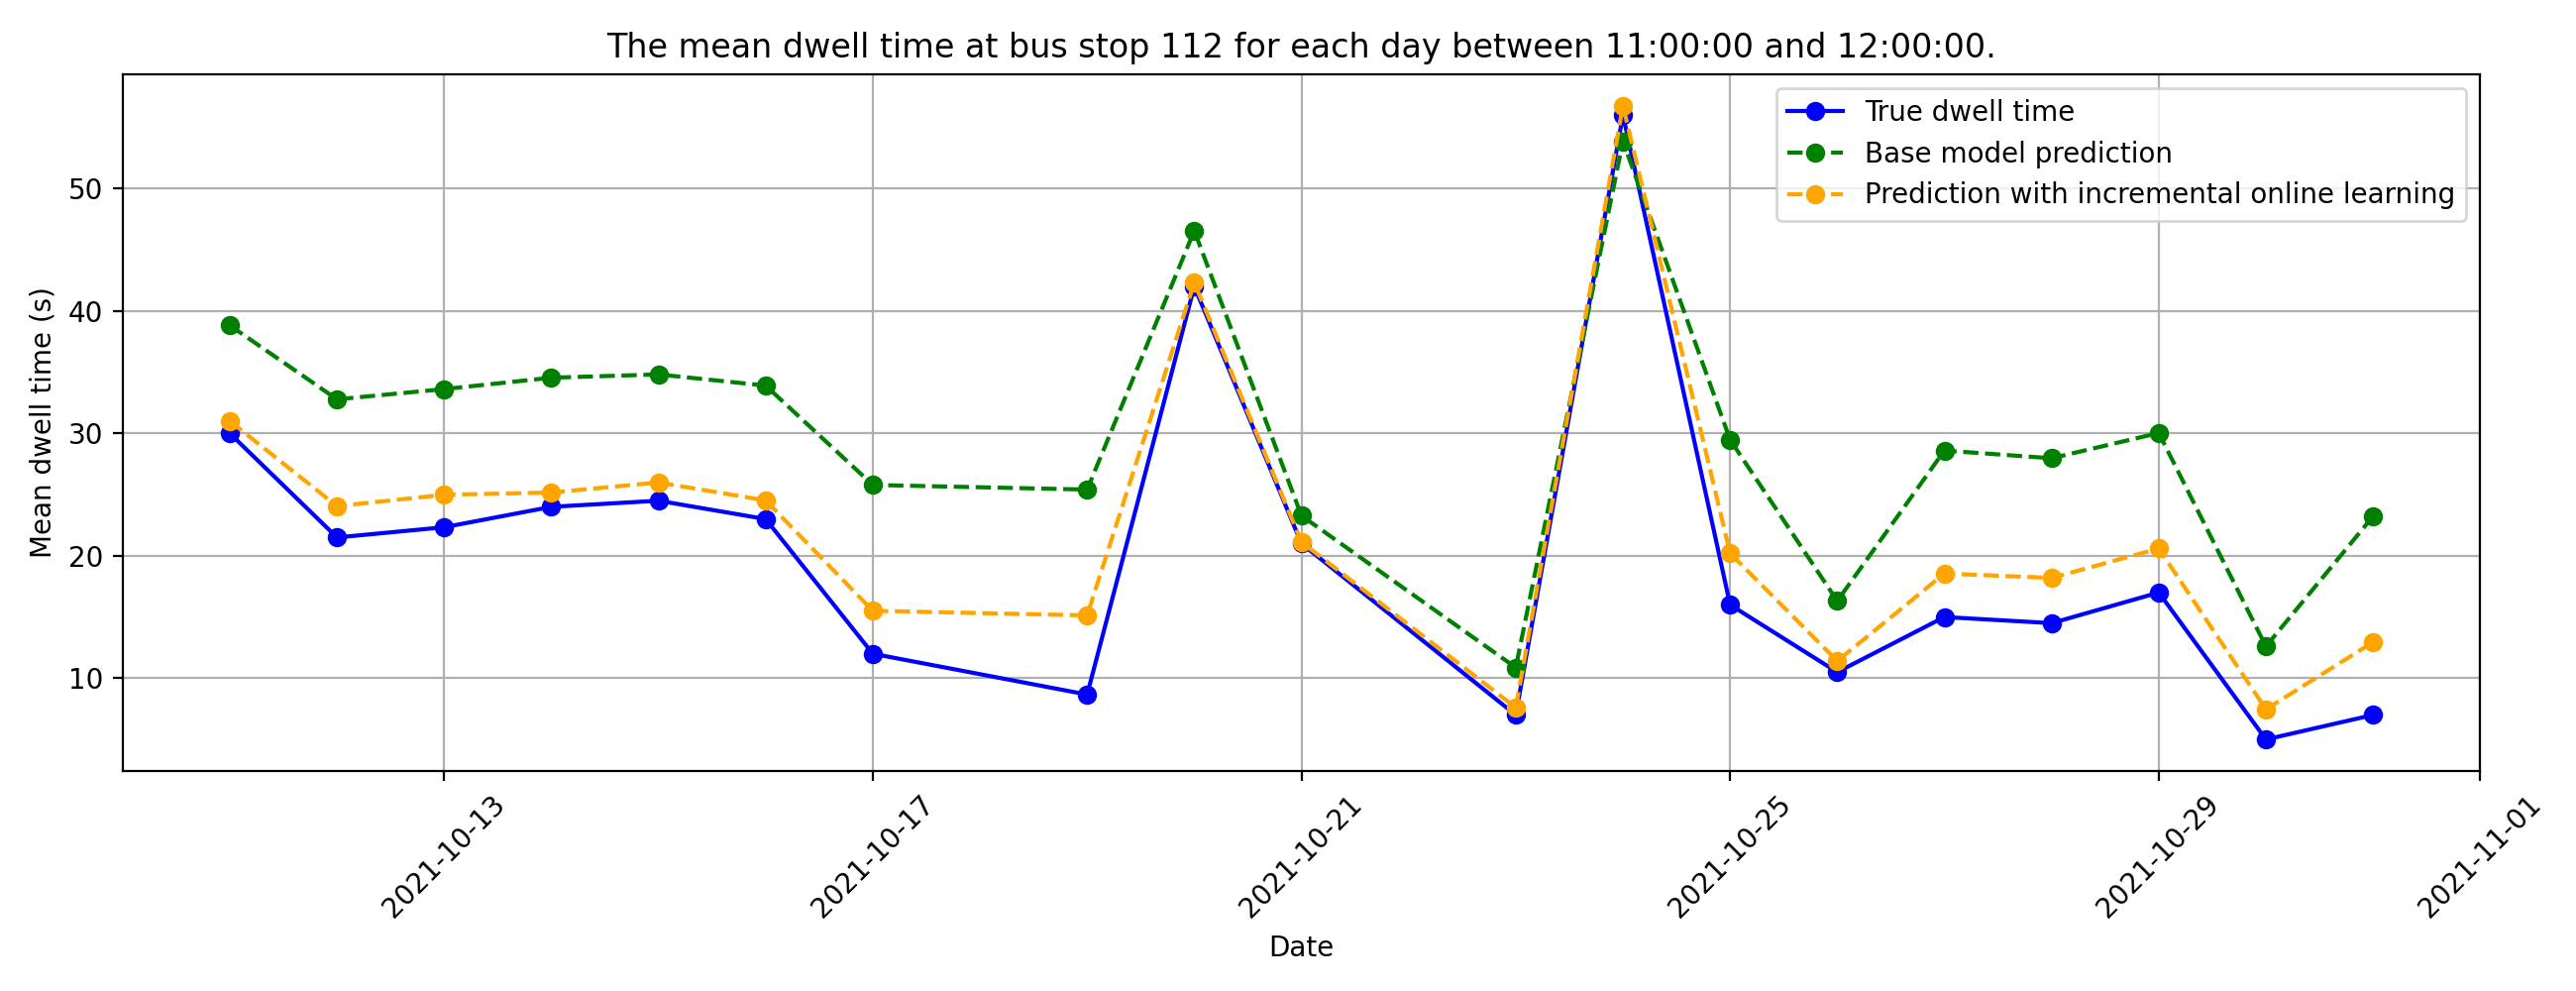 The mean dwell time at bus stop 112 for each day between 11:00:00 and 12:00:00.
True dwell time
Base model prediction
Prediction with incremental online learning
Mean dwell time (s)
50
40
30
20
10
2021-10-13
2021-10-17
2021-10-21
2021-10-25
2021-10-29
2021-11-01
Date